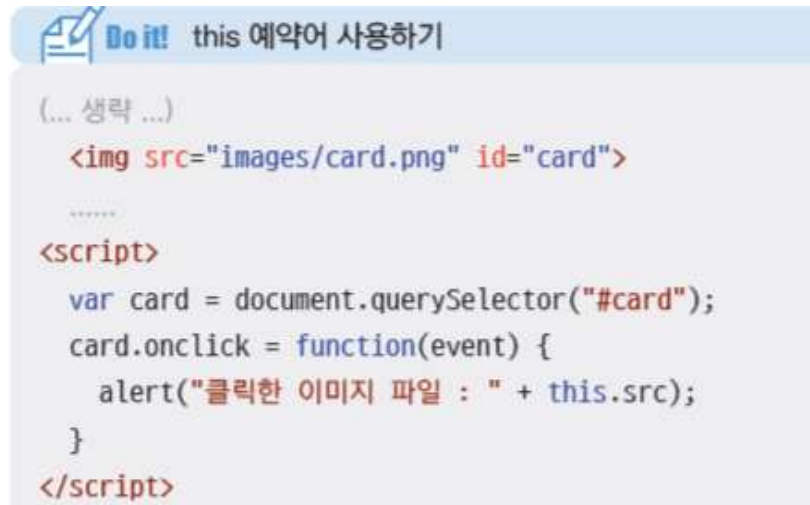 Do it! this 예약어 사용하기
(... 생략 ...)
<img src="images/card.png" id="card">
......
<script>
var card = document.querySelector("#card");
card.onclick = function(event) {
alert("클릭한 이미지 파일 : " + this.src);
}
</script>